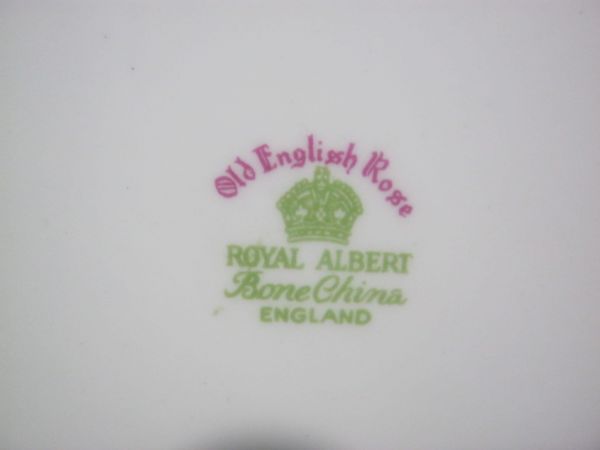 Old English Rose
ROYAL ALBERT
Bone China
ENGLAND